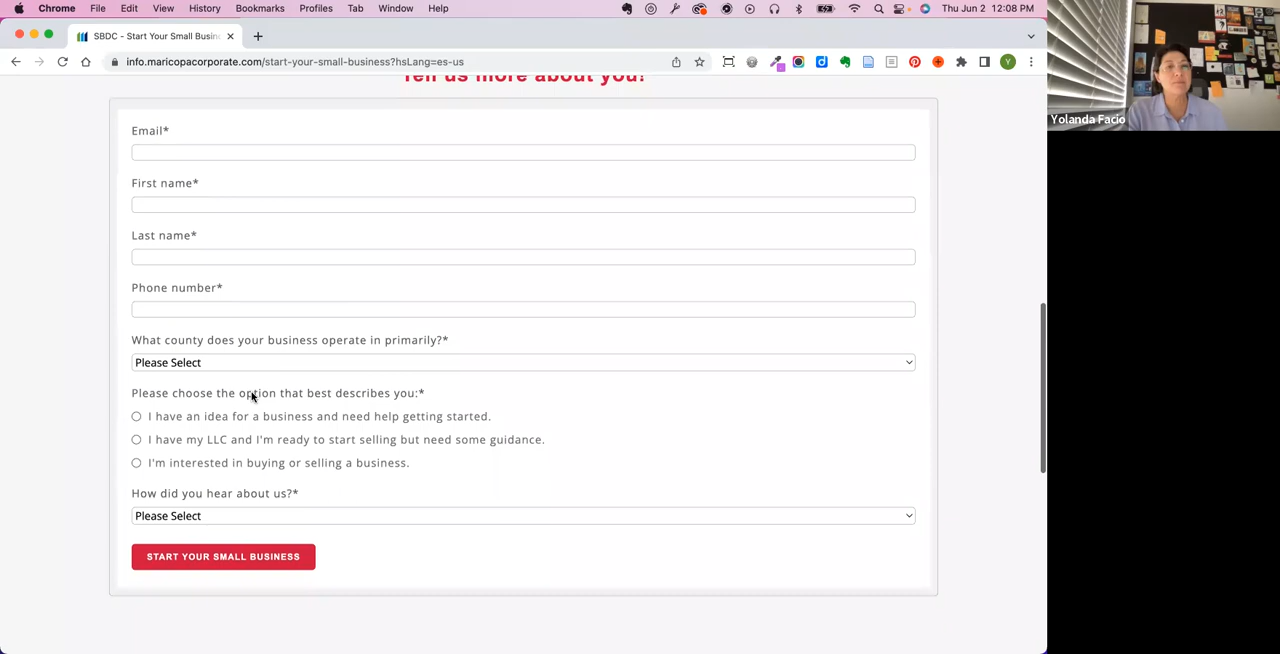 Chrome File Edit View History Bookmarks Profiles Tab Window Help Thu Jun 2 12:08 PM
SBDC - Start Your Small Busin
info.maricopacorporate.com/start-your-small-business?hsLang=es-us
Y
Tell us more about you!
Yolanda Facio
Email*
First name*
Last name*
Phone number*
What county does your business operate in primarily?*
Please Select
Please choose the option that best describes you:*
I have an idea for a business and need help getting started.
I have my LLC and I'm ready to start selling but need some guidance.
I'm interested in buying or selling a business.
How did you hear about us?*
Please Select
START YOUR SMALL BUSINESS